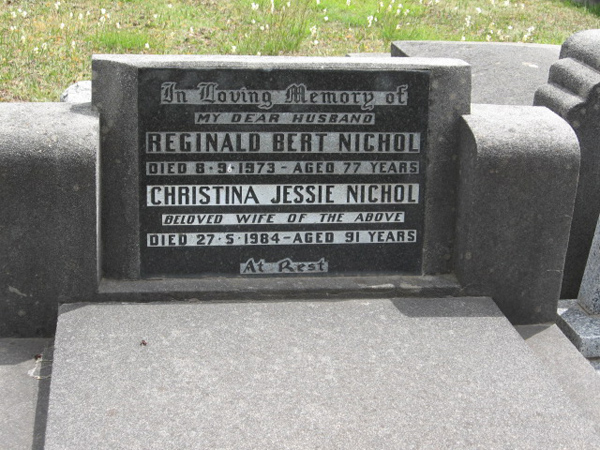 In Loving Memory of
MY DEAR HUSBAND
REGINALD BERT NICHOL
DIED 8·9·1973 - AGED 77 YEARS
CHRISTINA JESSIE NICHOL
BELOVED WIFE OF THE ABOVE
DIED 27·5·1984 - AGED 91 YEARS
At Rest